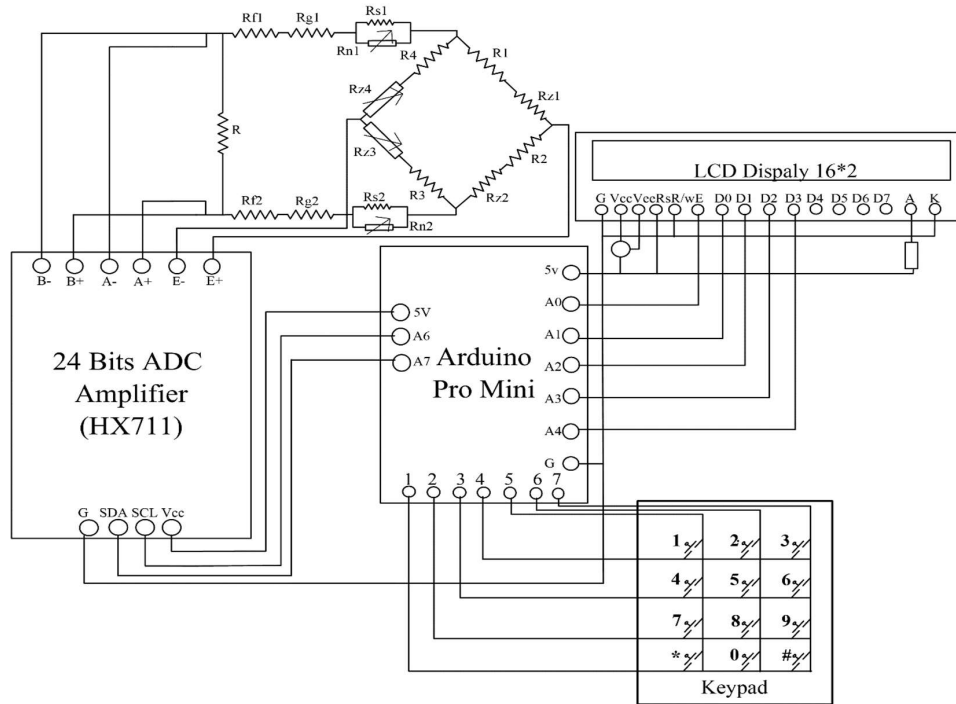 Rf1 Rg1 Rs1
Rn1
R4 R1
Rz4 Rz1
R
Rz3 R2
R3 Rz2
Rf2 Rg2 Rs2
Rn2
LCD Dispaly 16*2
G Vcc Vee Rs R/w E D0 D1 D2 D3 D4 D5 D6 D7 A K
B- B+ A- A+ E- E+
24 Bits ADC
Amplifier
(HX711)
G SDA SCL Vcc
5V
A6
A7
Arduino
Pro Mini
5v
A0
A1
A2
A3
A4
G
1 2 3 4 5 6 7
1 2 3
4 5 6
7 8 9
* 0 #
Keypad